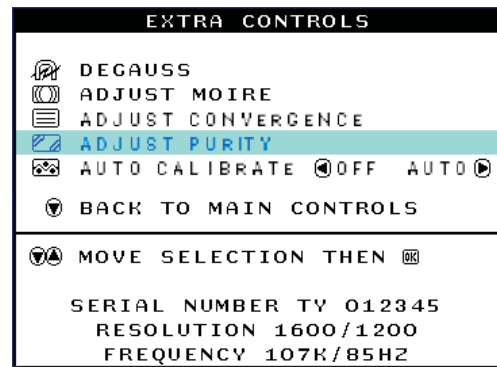 EXTRA CONTROLS
DEGAUSS
ADJUST MOIRE
ADJUST CONVERGENCE
ADJUST PURITY
AUTO CALIBRATE OFF AUTO
BACK TO MAIN CONTROLS
MOVE SELECTION THEN OK
SERIAL NUMBER TY 012345
RESOLUTION 1600/1200
FREQUENCY 107K/85HZ